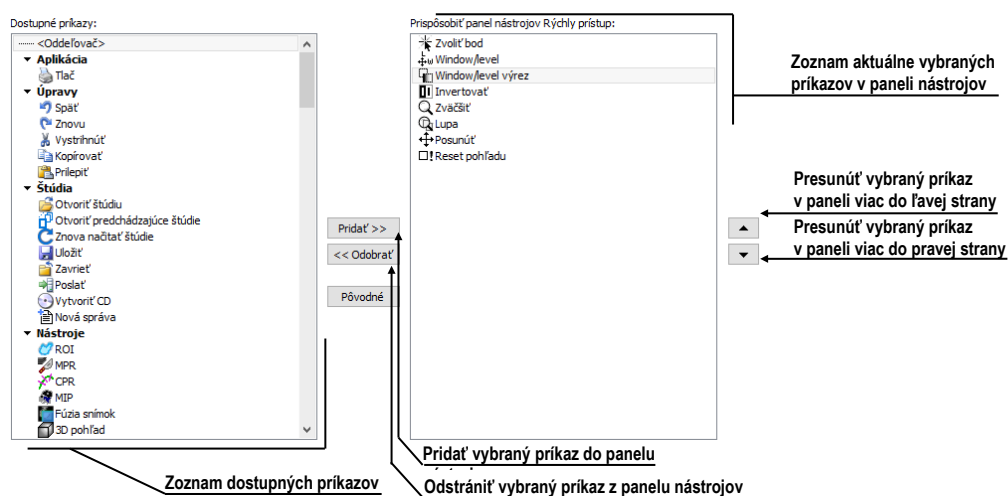 Dostupné príkazy:
------ <Oddeľovač>
Aplikácia
Tlač
Úpravy
Späť
Znovu
Vystrihnúť
Kopírovať
Prilepiť
Štúdia
Otvoriť štúdiu
Otvoriť predchádzajúce štúdie
Znova načítať štúdie
Uložiť
Zavrieť
Poslať
Vytvoriť CD
Nová správa
Nástroje
ROI
MPR
CPR
MIP
Fúzia snímok
3D pohľad
Pridať >>
<< Odobrať
Pôvodné
Prispôsobiť panel nástrojov Rýchly prístup:
Zvoliť bod
Window/level
Window/level výrez
Invertovať
Zväčšiť
Lupa
Posunúť
Reset pohľadu
Zoznam aktuálne vybraných
príkazov v paneli nástrojov
Presunúť vybraný príkaz
v paneli viac do ľavej strany
Presunúť vybraný príkaz
v paneli viac do pravej strany
Pridať vybraný príkaz do panelu
Zoznam dostupných príkazov
Odstrániť vybraný príkaz z panelu nástrojov